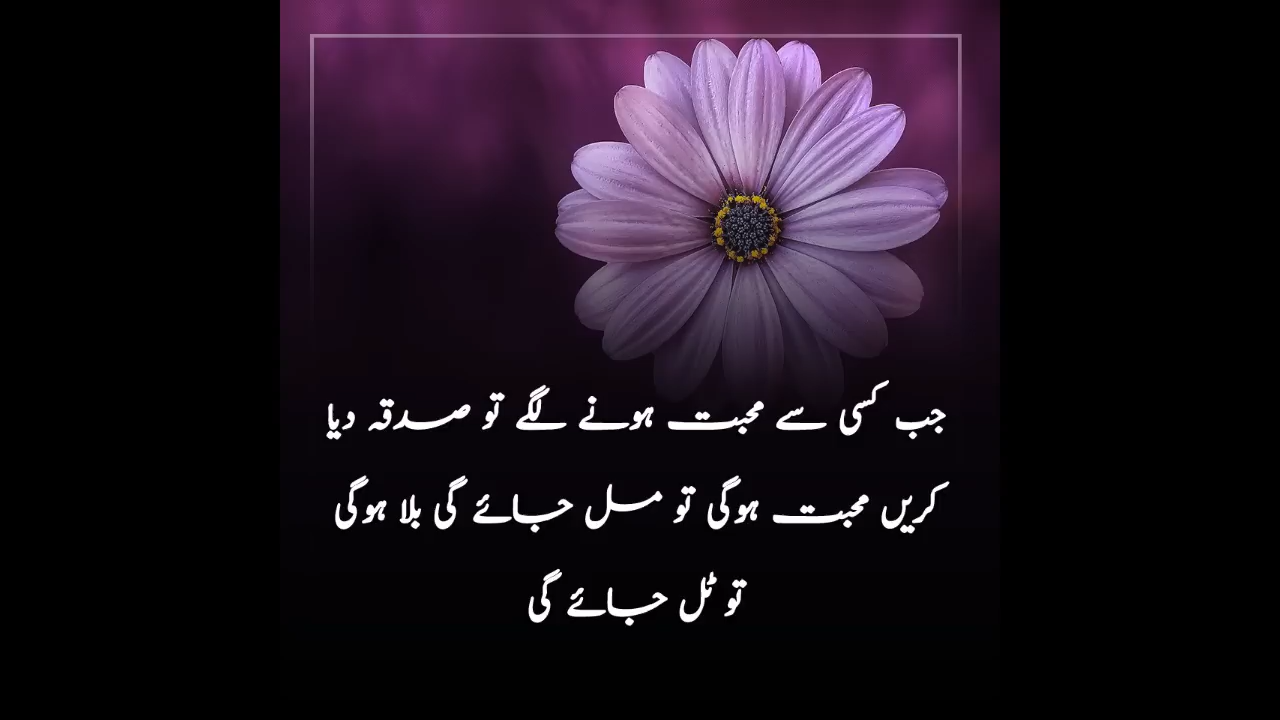 جب کسی سے محبت ہونے لگے تو صدقہ دیا
کریں محبت ہوگی تو مل جائے گی بلا ہوگی
تو ٹل جائے گی